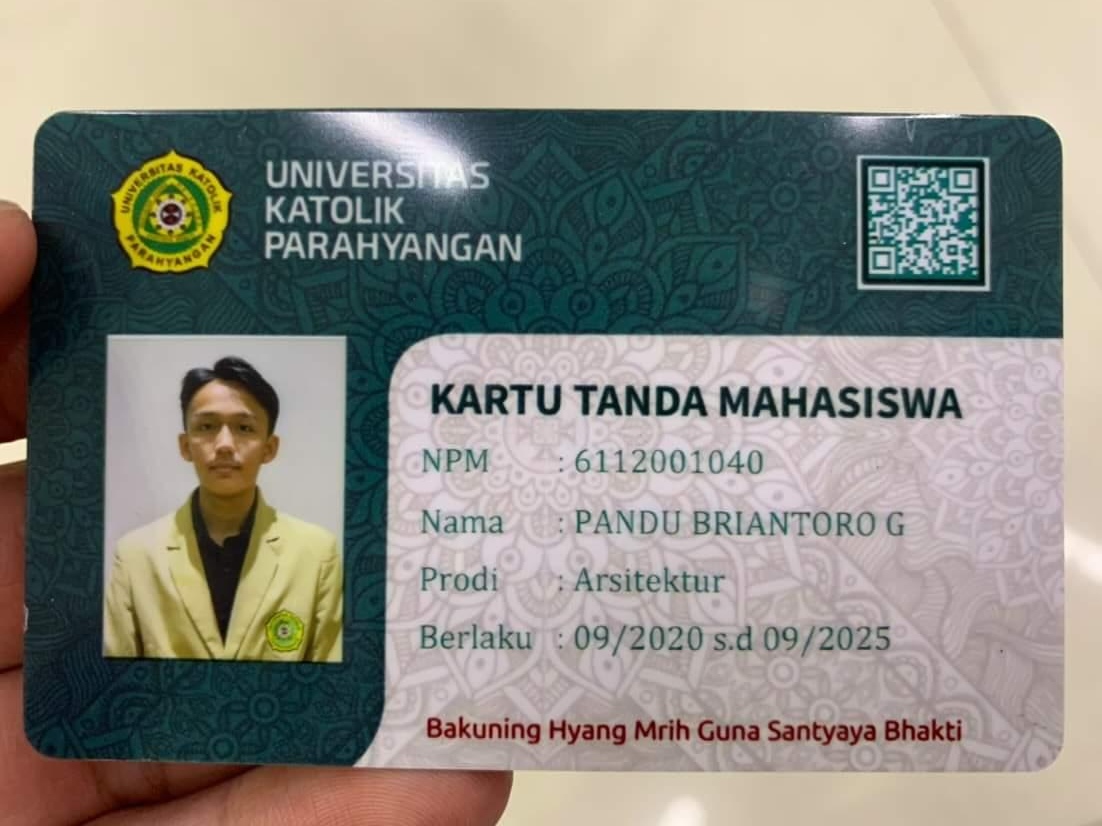 UNIVERSITAS KATOLIK
PARAHYANGAN
UNIVERSITAS
KATOLIK
PARAHYANGAN
KARTU TANDA MAHASISWA
NPM : 6112001040
Nama : PANDU BRIANTORO G
Prodi : Arsitektur
Berlaku : 09/2020 s.d 09/2025
Bakuning Hyang Mrih Guna Santyaya Bhakti